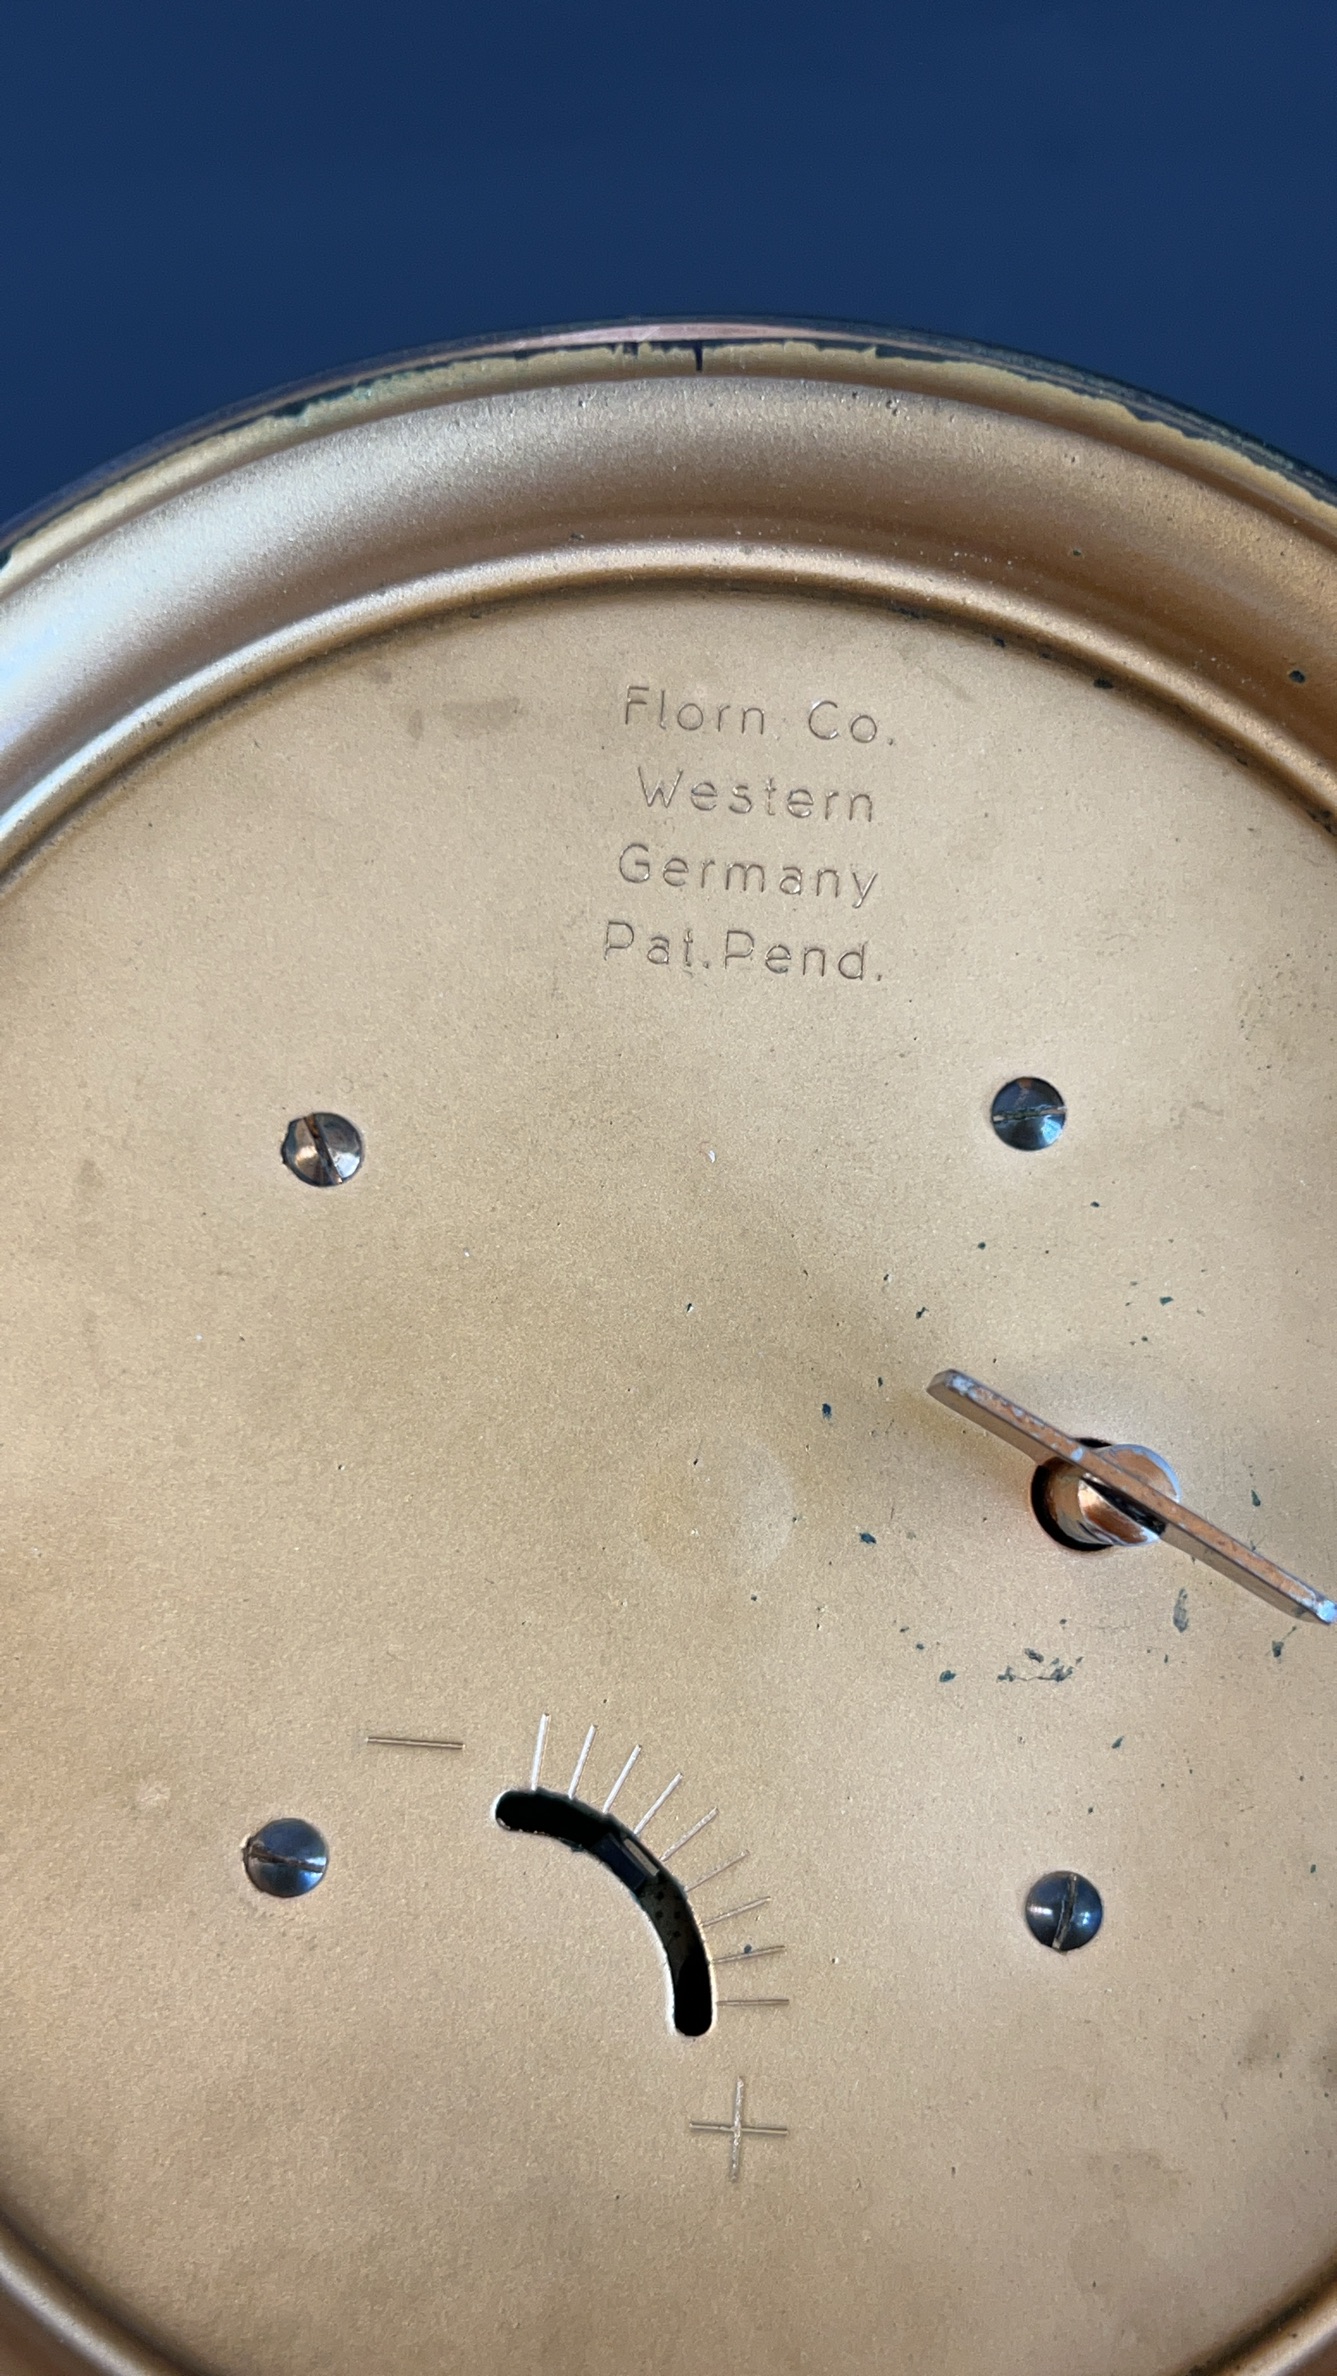 Florn. Co.
Western
Germany
Pat. Pend.
—
+